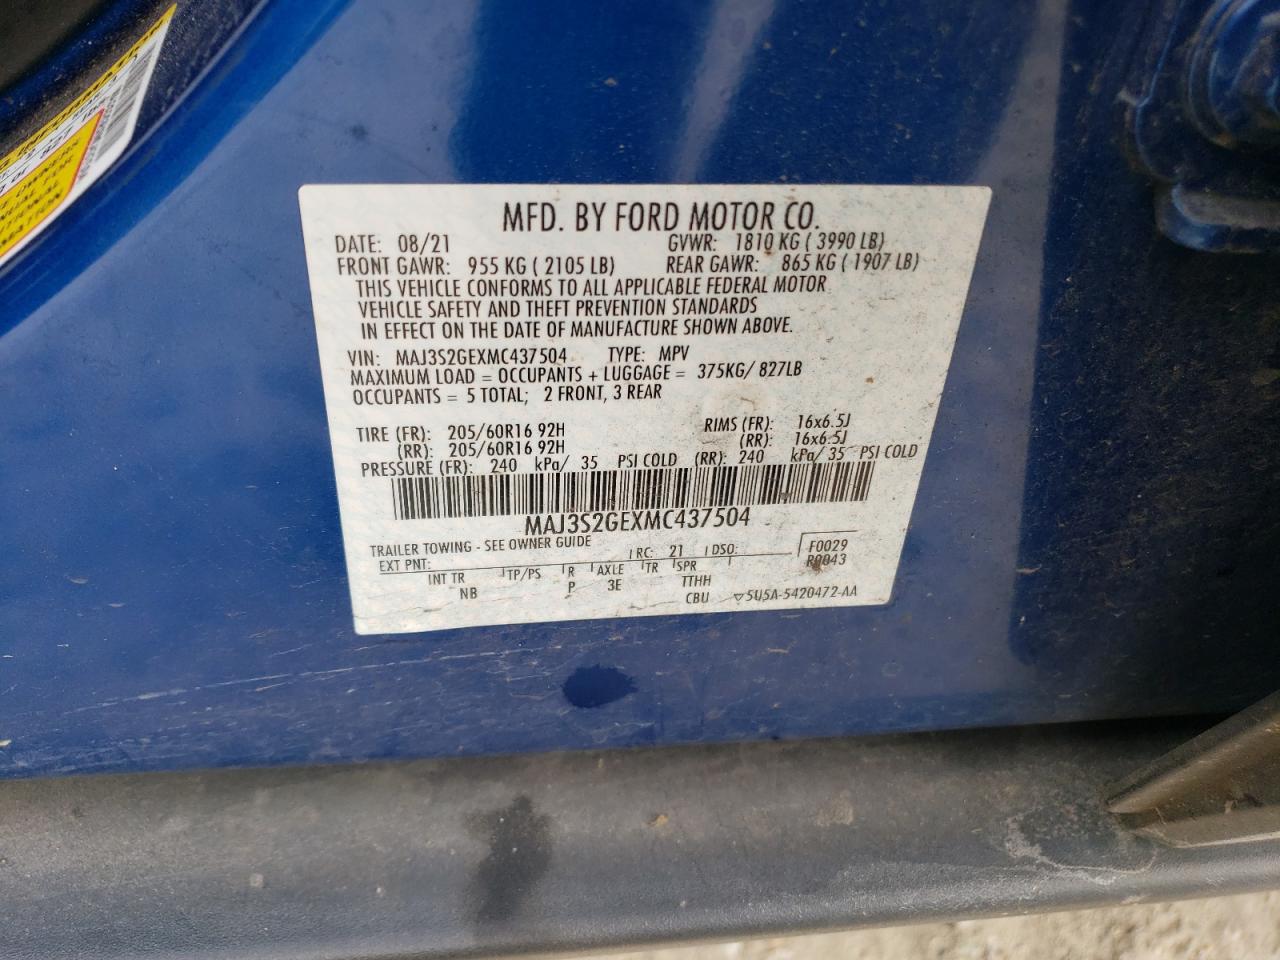 MFD. BY FORD MOTOR CO.
DATE: 08/21 GVWR: 1810 KG ( 3990 LB)
FRONT GAWR: 955 KG ( 2105 LB) REAR GAWR: 865 KG ( 1907 LB)
THIS VEHICLE CONFORMS TO ALL APPLICABLE FEDERAL MOTOR
VEHICLE SAFETY AND THEFT PREVENTION STANDARDS
IN EFFECT ON THE DATE OF MANUFACTURE SHOWN ABOVE.
VIN: MAJ3S2GEXMC437504 TYPE: MPV
MAXIMUM LOAD = OCCUPANTS + LUGGAGE = 375KG/ 827LB
OCCUPANTS = 5 TOTAL; 2 FRONT, 3 REAR
TIRE (FR): 205/60R16 92H RIMS (FR): 16x6.5J
(RR): 205/60R16 92H (RR): 16x6.5J
PRESSURE (FR): 240 kPa/ 35 PSI COLD (RR): 240 kPa/ 35 PSI COLD
MAJ3S2GEXMC437504
TRAILER TOWING - SEE OWNER GUIDE
EXT PNT: RC: 21 DSO: F0029
R0043
INT TR TP/PS R AXLE TR SPR
NB P 3E TTHH
CBU ▽5U5A-5420472-AA